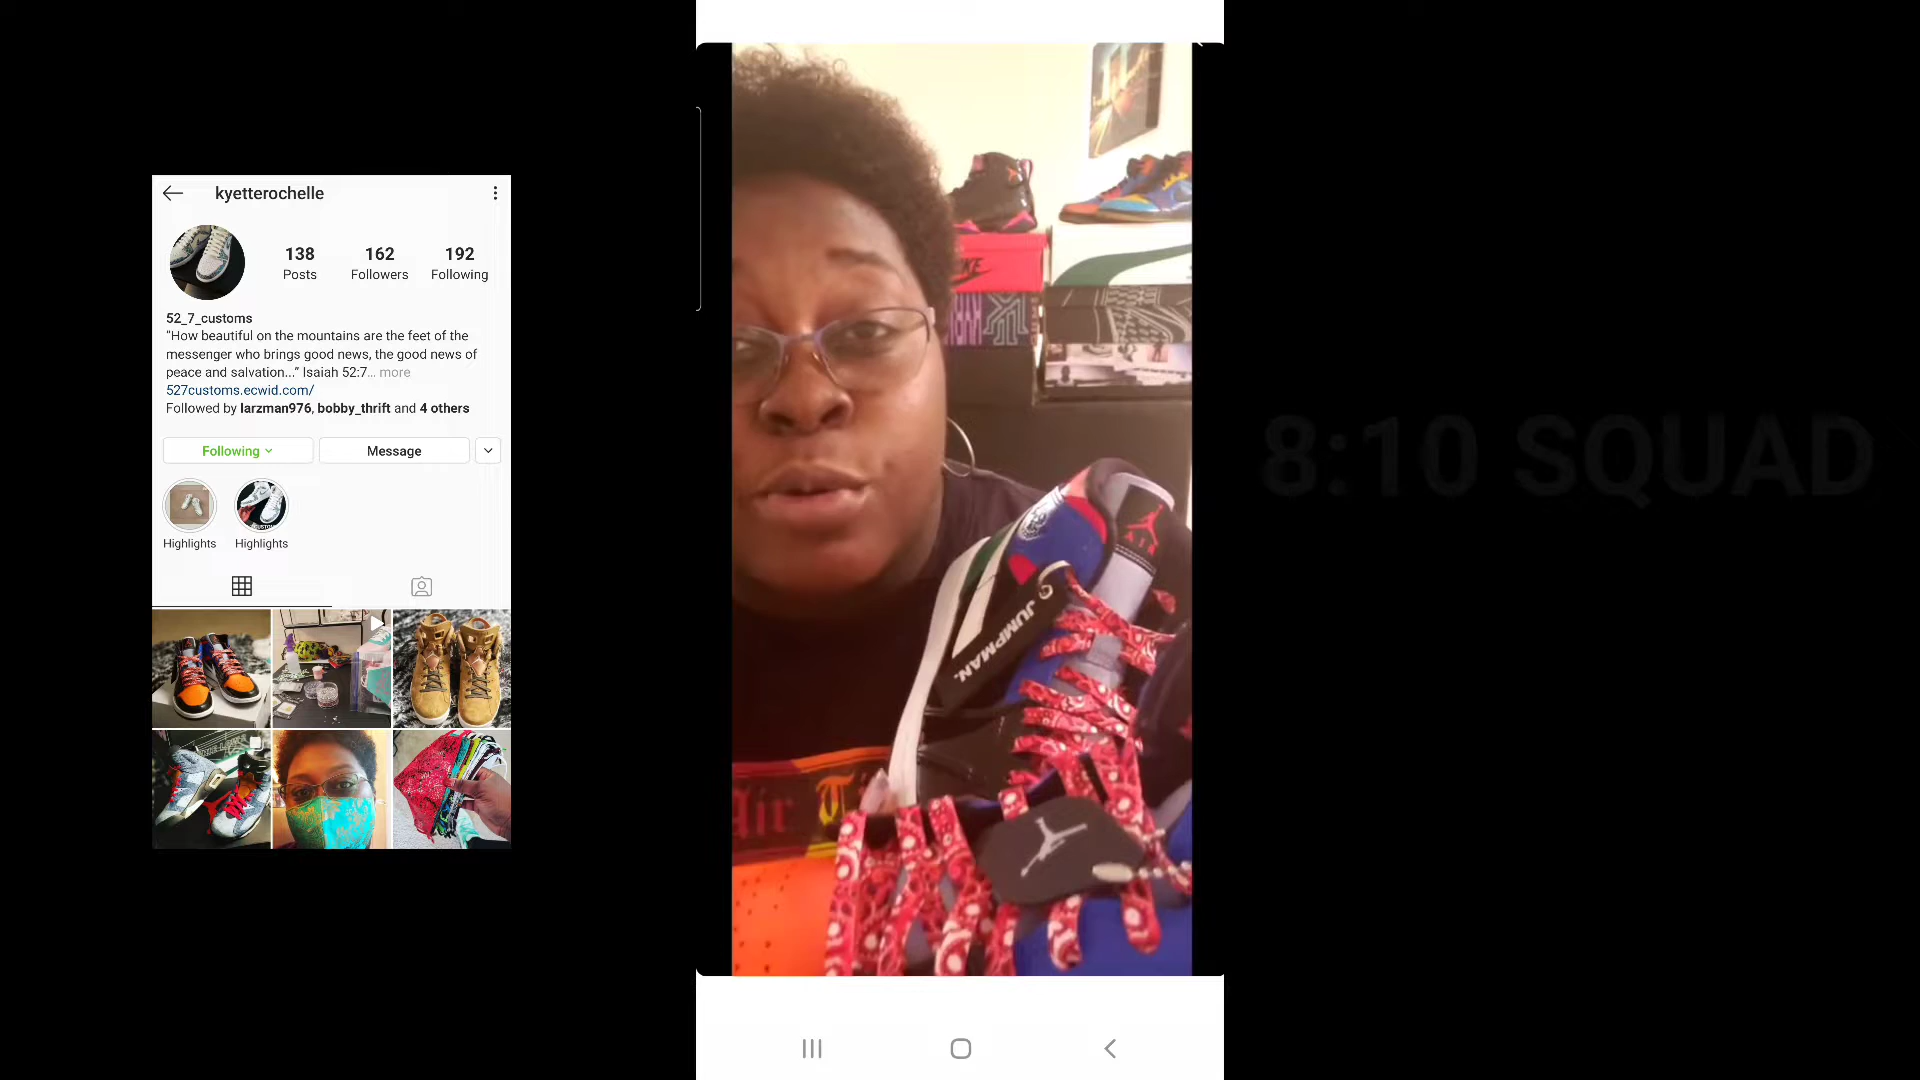 kyetterochelle
138
162
192
Posts
Followers
Following
52_7_customs
"How beautiful on the mountains are the feet of the
messenger who brings good news, the good news of
peace and salvation..." Isaiah 52:7... more
527customs.ecwid.com/
Followed by larzman976, bobby_thrift and 4 others
Following
Message
Highlights
Highlights
AIR
JUMPMAN.
Air
8:10 SQUAD